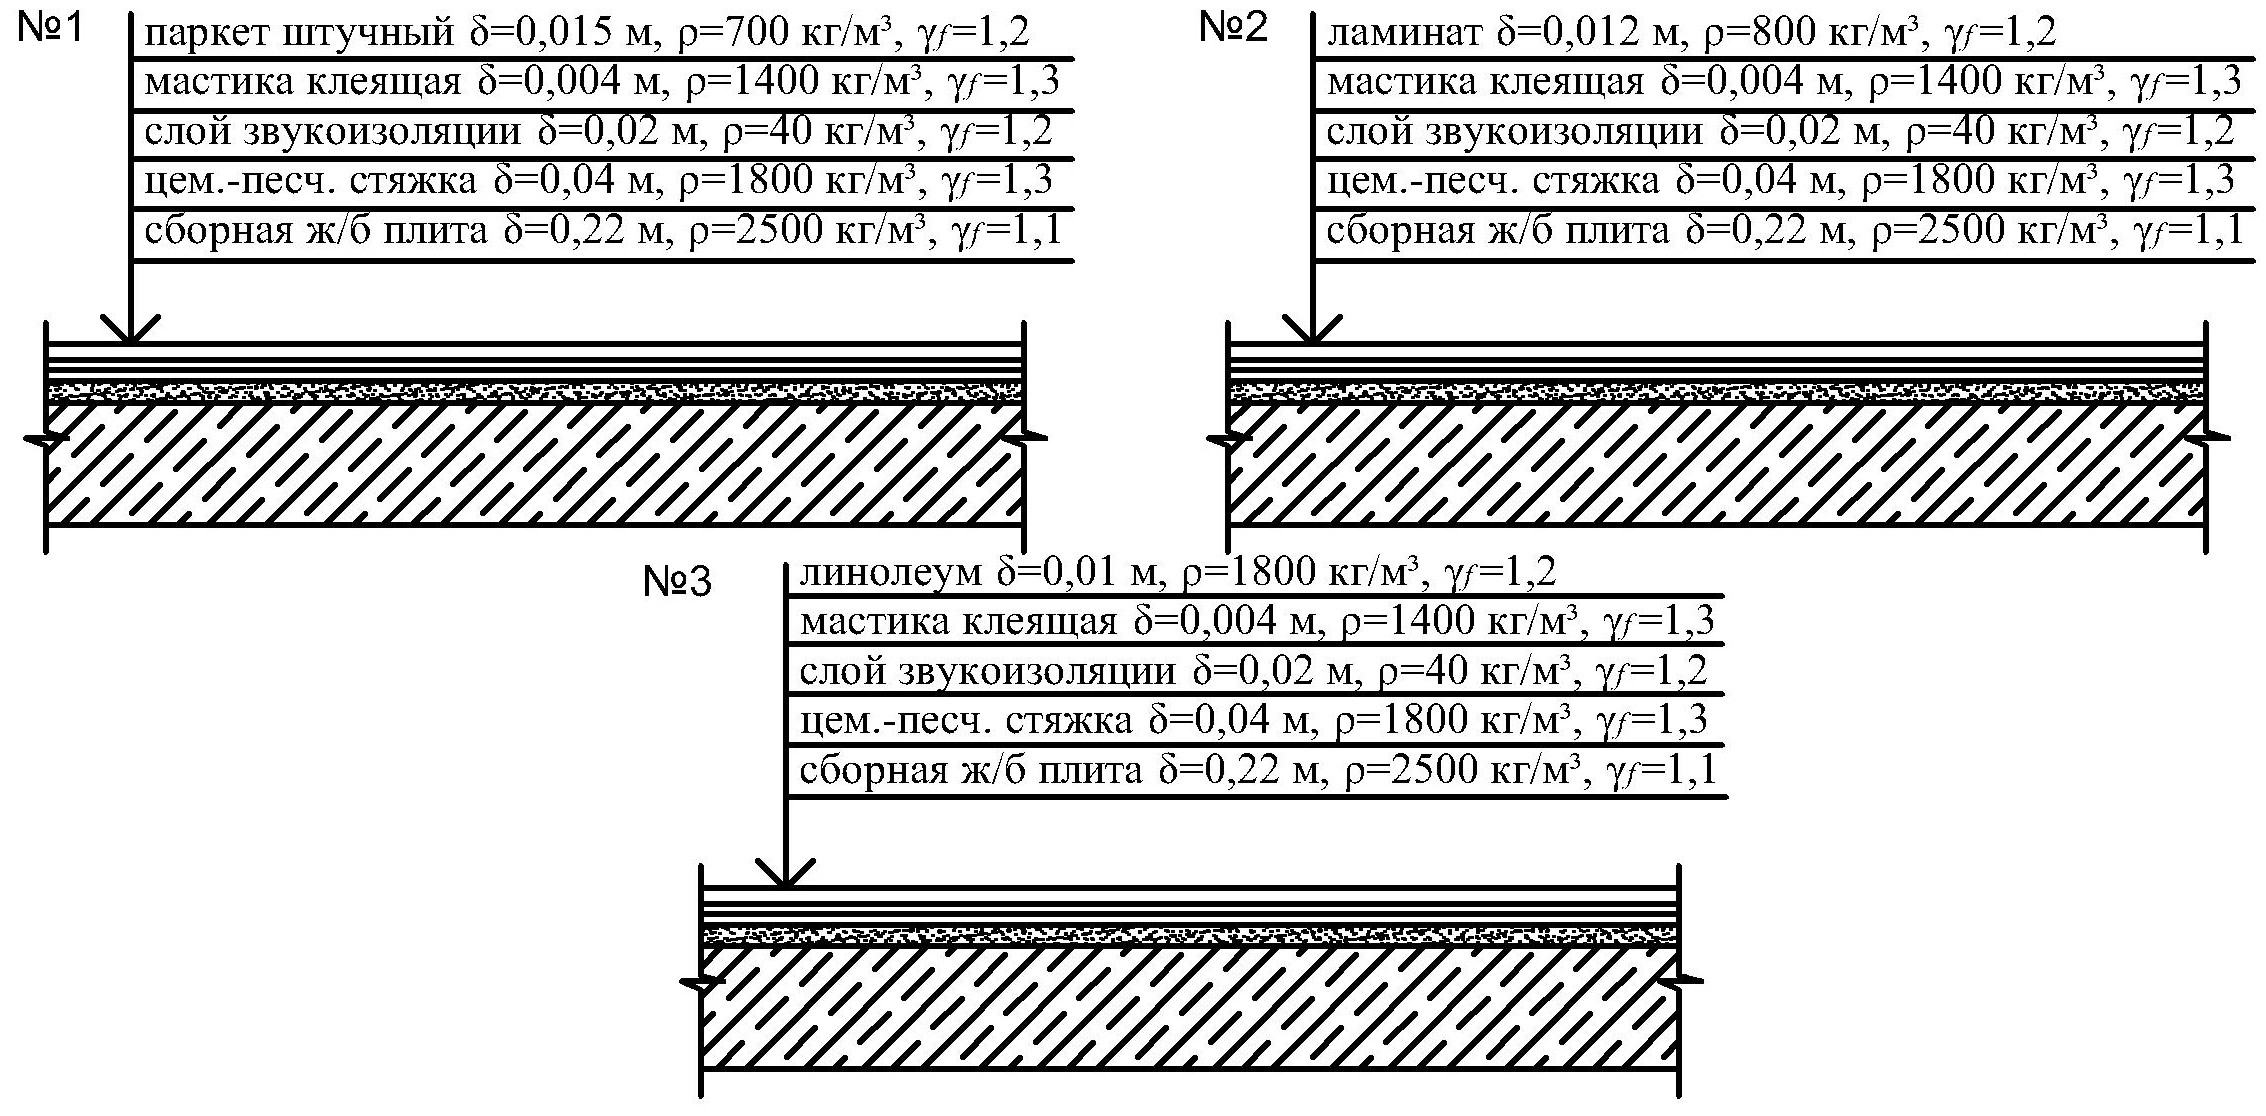 №1
паркет штучный δ=0,015 м, ρ=700 кг/м³, γf=1,2
мастика клеящая δ=0,004 м, ρ=1400 кг/м³, γf=1,3
слой звукоизоляции δ=0,02 м, ρ=40 кг/м³, γf=1,2
цем.-песч. стяжка δ=0,04 м, ρ=1800 кг/м³, γf=1,3
сборная ж/б плита δ=0,22 м, ρ=2500 кг/м³, γf=1,1
№2
ламинат δ=0,012 м, ρ=800 кг/м³, γf=1,2
мастика клеящая δ=0,004 м, ρ=1400 кг/м³, γf=1,3
слой звукоизоляции δ=0,02 м, ρ=40 кг/м³, γf=1,2
цем.-песч. стяжка δ=0,04 м, ρ=1800 кг/м³, γf=1,3
сборная ж/б плита δ=0,22 м, ρ=2500 кг/м³, γf=1,1
№3
линолеум δ=0,01 м, ρ=1800 кг/м³, γf=1,2
мастика клеящая δ=0,004 м, ρ=1400 кг/м³, γf=1,3
слой звукоизоляции δ=0,02 м, ρ=40 кг/м³, γf=1,2
цем.-песч. стяжка δ=0,04 м, ρ=1800 кг/м³, γf=1,3
сборная ж/б плита δ=0,22 м, ρ=2500 кг/м³, γf=1,1